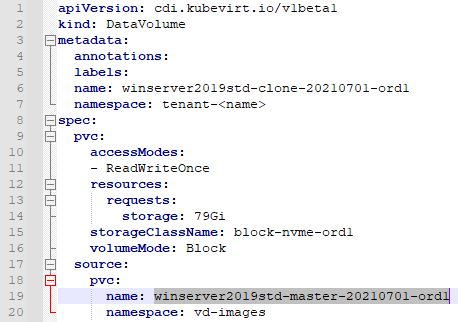 1 apiVersion: cdi.kubevirt.io/v1beta1
2 kind: DataVolume
3 metadata:
4 annotations:
5 labels:
6 name: winserver2019std-clone-20210701-ord1
7 namespace: tenant-<name>
8 spec:
9 pvc:
10 accessModes:
11 - ReadWriteOnce
12 resources:
13 requests:
14 storage: 79Gi
15 storageClassName: block-nvme-ord1
16 volumeMode: Block
17 source:
18 pvc:
19 name: winserver2019std-master-20210701-ord1
20 namespace: vd-images